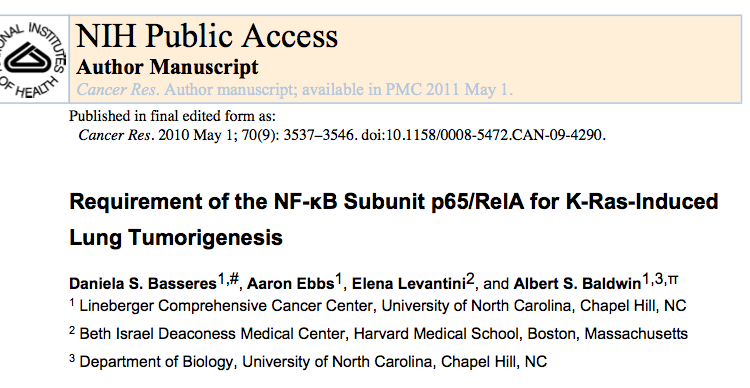 NIH Public Access
Author Manuscript
Cancer Res. Author manuscript; available in PMC 2011 May 1.
Published in final edited form as:
Cancer Res. 2010 May 1; 70(9): 3537–3546. doi:10.1158/0008-5472.CAN-09-4290.
Requirement of the NF-κB Subunit p65/RelA for K-Ras-Induced
Lung Tumorigenesis
Daniela S. Basseres1,#, Aaron Ebbs1, Elena Levantini2, and Albert S. Baldwin1,3,π
1 Lineberger Comprehensive Cancer Center, University of North Carolina, Chapel Hill, NC
2 Beth Israel Deaconess Medical Center, Harvard Medical School, Boston, Massachusetts
3 Department of Biology, University of North Carolina, Chapel Hill, NC